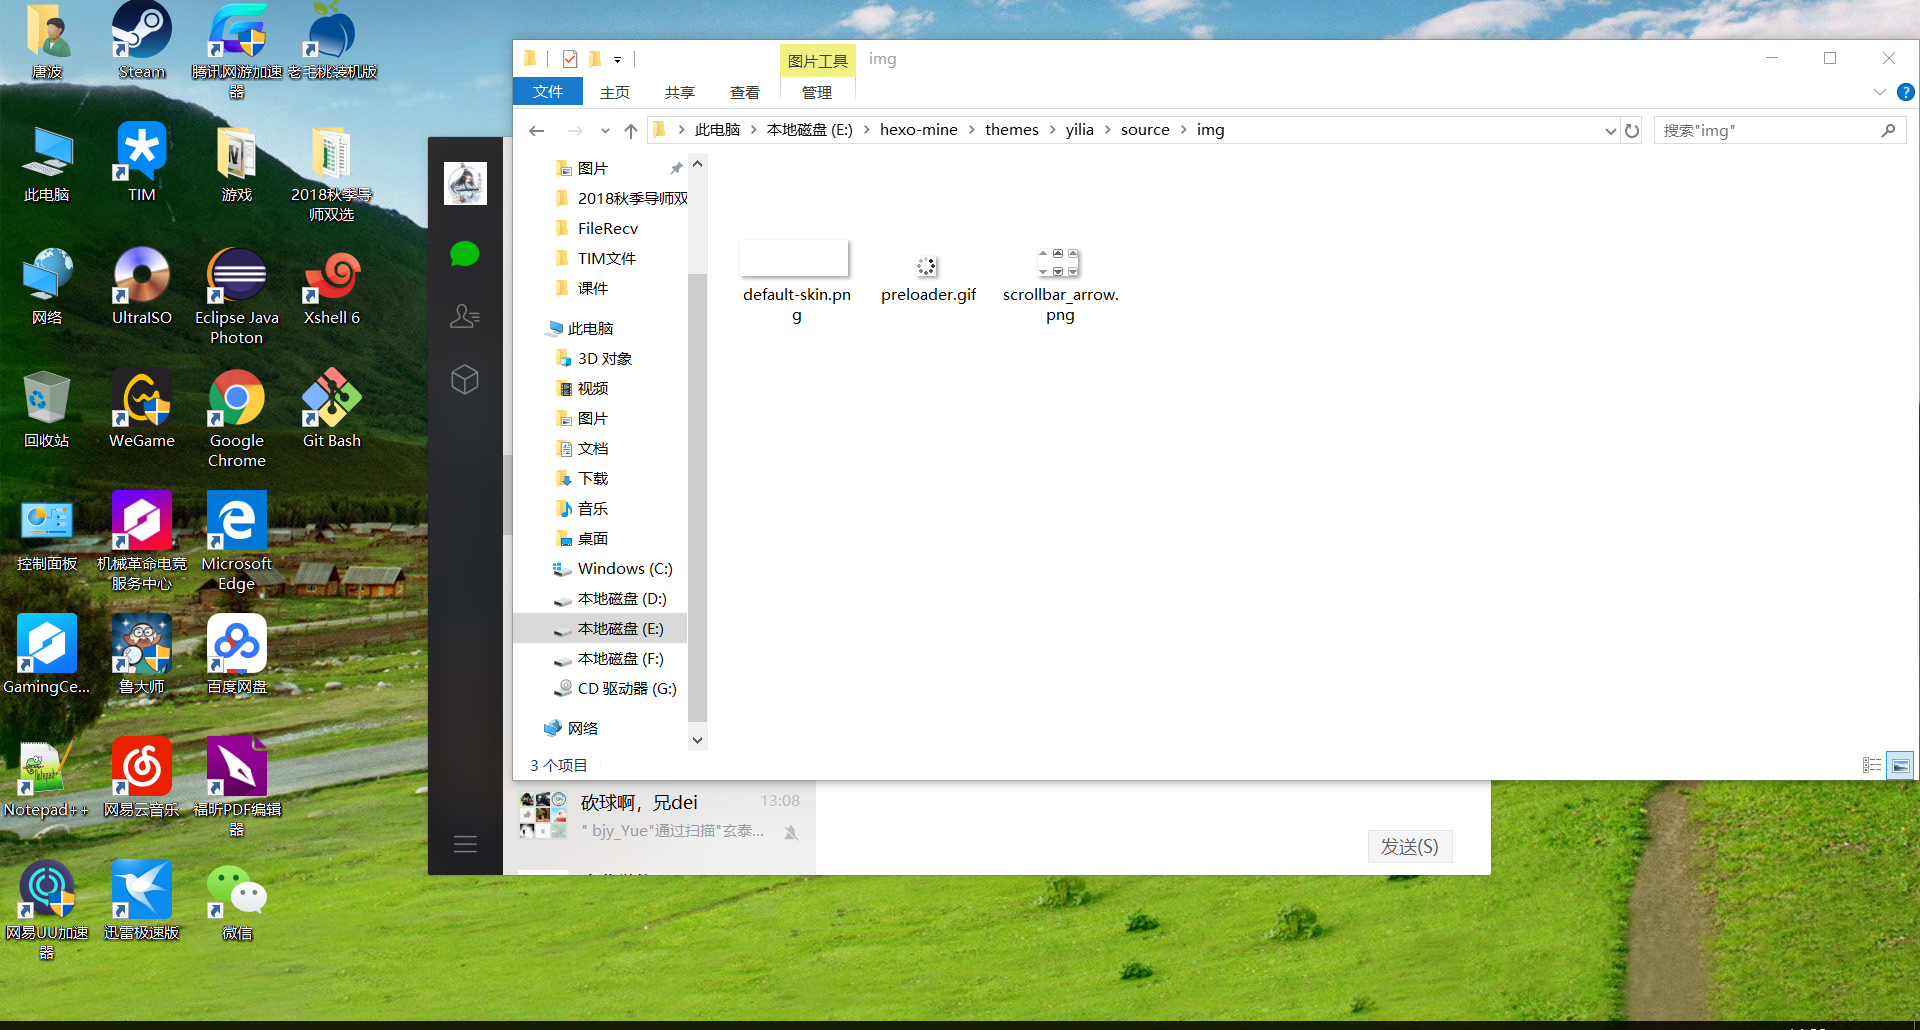 唐波
Steam
腾讯网游加速
器
老毛桃装机版
此电脑
TIM
游戏
2018秋季导
师双选
网络
UltraISO
Eclipse Java
Photon
Xshell 6
回收站
WeGame
Google
Chrome
Git Bash
控制面板
机械革命电竞
服务中心
Microsoft
Edge
GamingCe...
鲁大师
百度网盘
Notepad++
网易云音乐
福昕PDF编辑
器
网易UU加速
器
迅雷极速版
微信
图片工具
img
文件
主页
共享
查看
管理
此电脑
本地磁盘 (E:)
hexo-mine
themes
yilia
source
img
搜索"img"
图片
2018秋季导师双
FileRecv
TIM文件
课件
此电脑
3D 对象
视频
图片
文档
下载
音乐
桌面
Windows (C:)
本地磁盘 (D:)
本地磁盘 (E:)
本地磁盘 (F:)
CD 驱动器 (G:)
网络
default-skin.pn
g
preloader.gif
scrollbar_arrow.
png
3 个项目
砍球啊，兄dei
13:08
" bjy_Yue"通过扫描"玄泰...
发送(S)